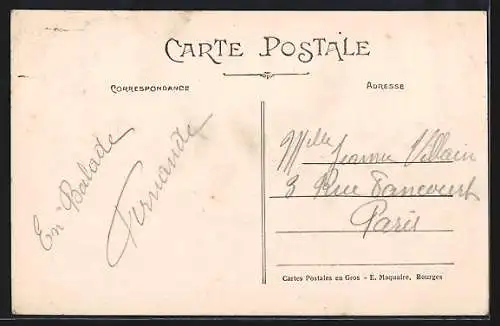 CARTE POSTALE
CORRESPONDANCE
ADRESSE
En Balade
Fernande
Mlle Jeanne Villain
3 Rue Tancourt
Paris
Cartes Postales en Gros - E. Maquaire, Bourges